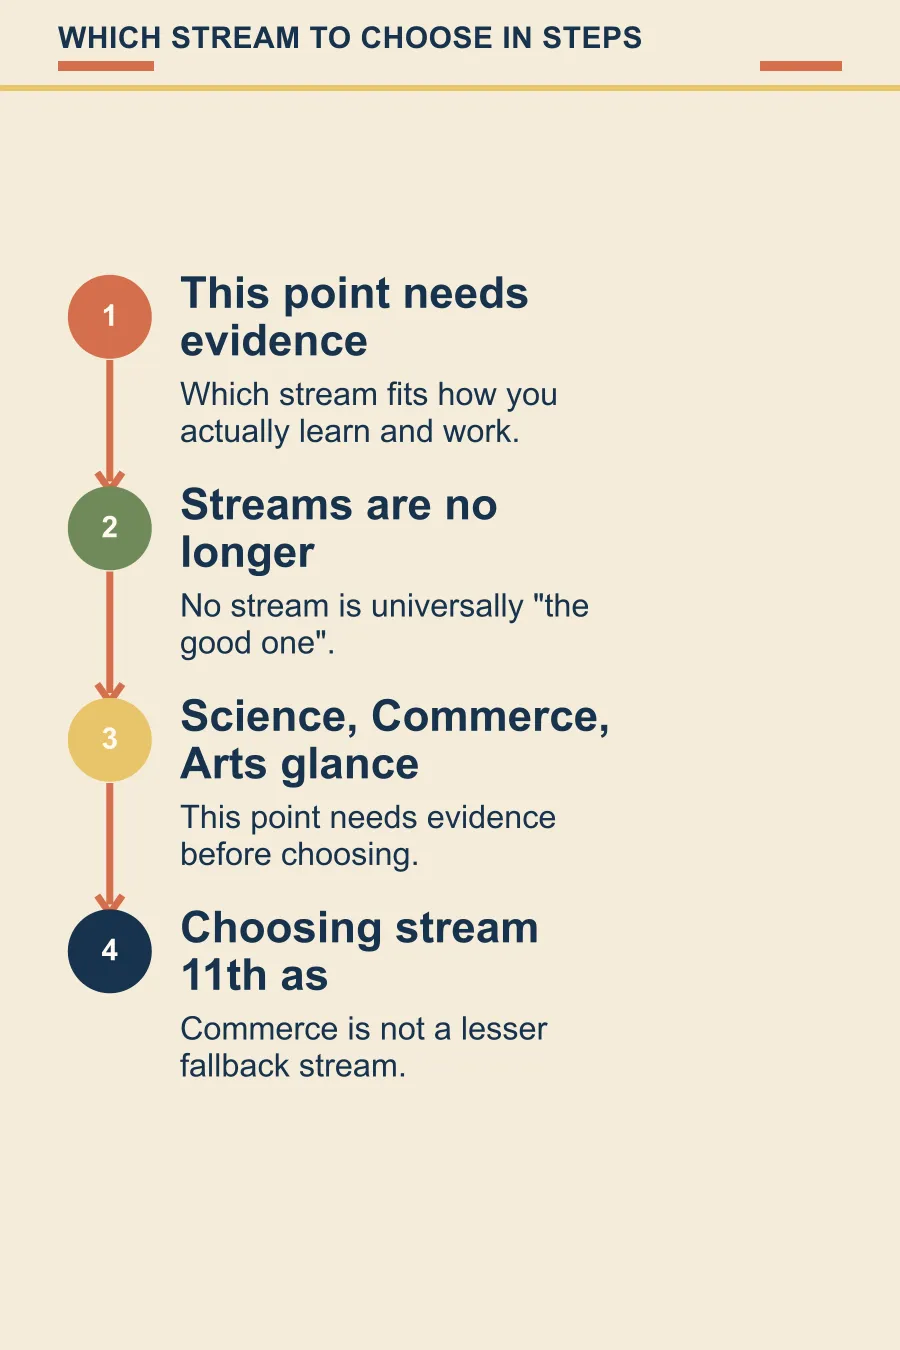 WHICH STREAM TO CHOOSE IN STEPS
1
This point needs
evidence
Which stream fits how you
actually learn and work.
2
Streams are no
longer
No stream is universally "the
good one".
3
Science, Commerce,
Arts glance
This point needs evidence
before choosing.
4
Choosing stream
11th as
Commerce is not a lesser
fallback stream.